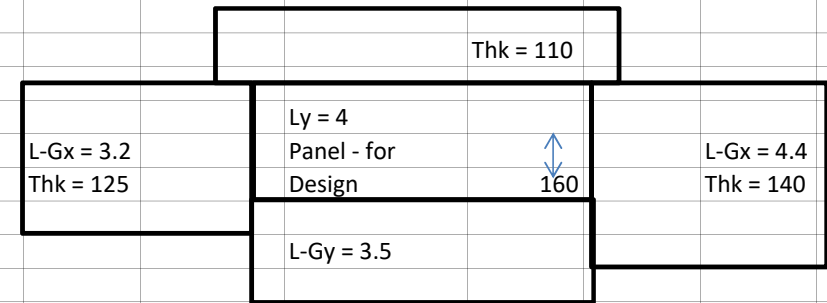 Thk = 110
Ly = 4
L-Gx = 3.2 Panel - for L-Gx = 4.4
Thk = 125 Design 160 Thk = 140
L-Gy = 3.5